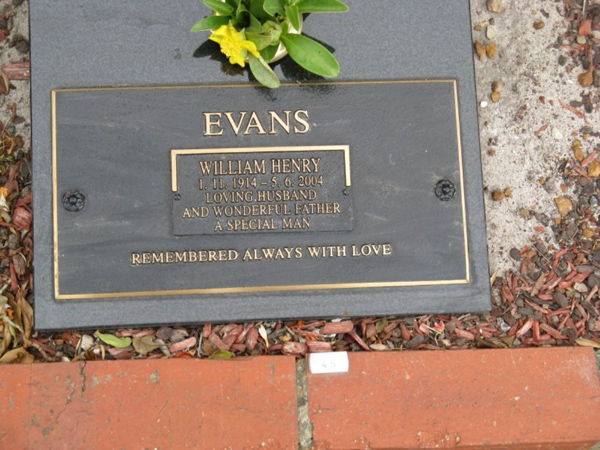 EVANS
WILLIAM HENRY
1. 11. 1914 – 5. 6. 2004
LOVING HUSBAND
AND WONDERFUL FATHER
A SPECIAL MAN
REMEMBERED ALWAYS WITH LOVE